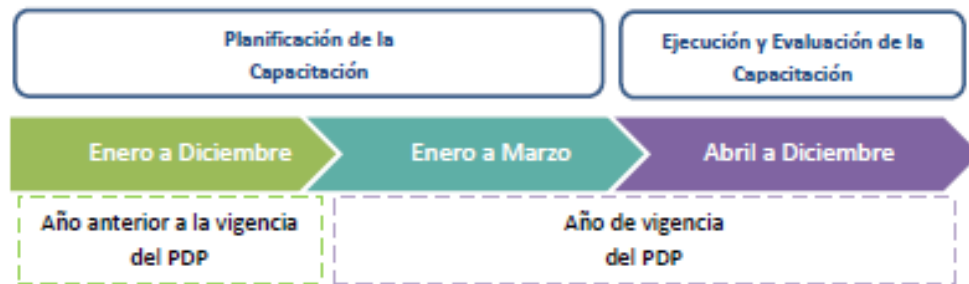 Planificación de la
Capacitación
Ejecución y Evaluación de la
Capacitación
Enero a Diciembre
Enero a Marzo
Abril a Diciembre
Año anterior a la vigencia
del PDP
Año de vigencia
del PDP